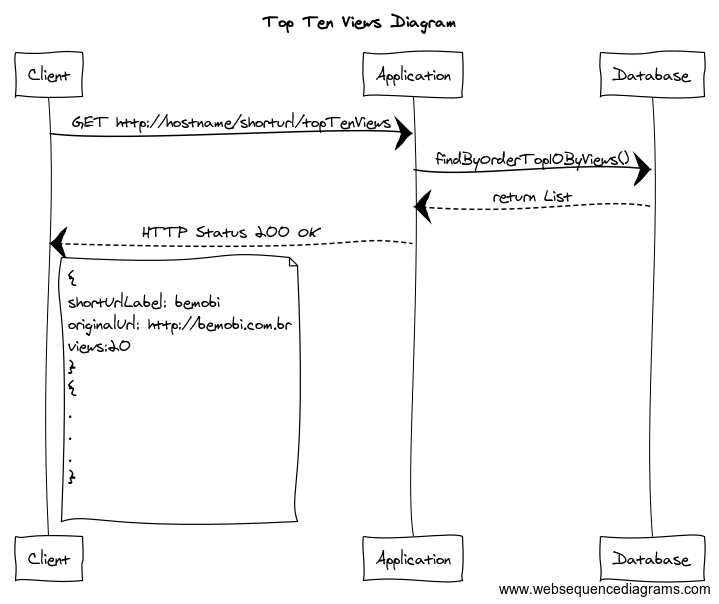 Top Ten Views Diagram
Client
Application
Database
GET http://hostname/shorturl/topTenViews
findByOrderTop10ByViews()
return List
HTTP Status 200 OK
{
shortUrlLabel: bemobi
originalUrl: http://bemobi.com.br
views:20
}
{
.
.
.
}
Client
Application
Database
www.websequencediagrams.com